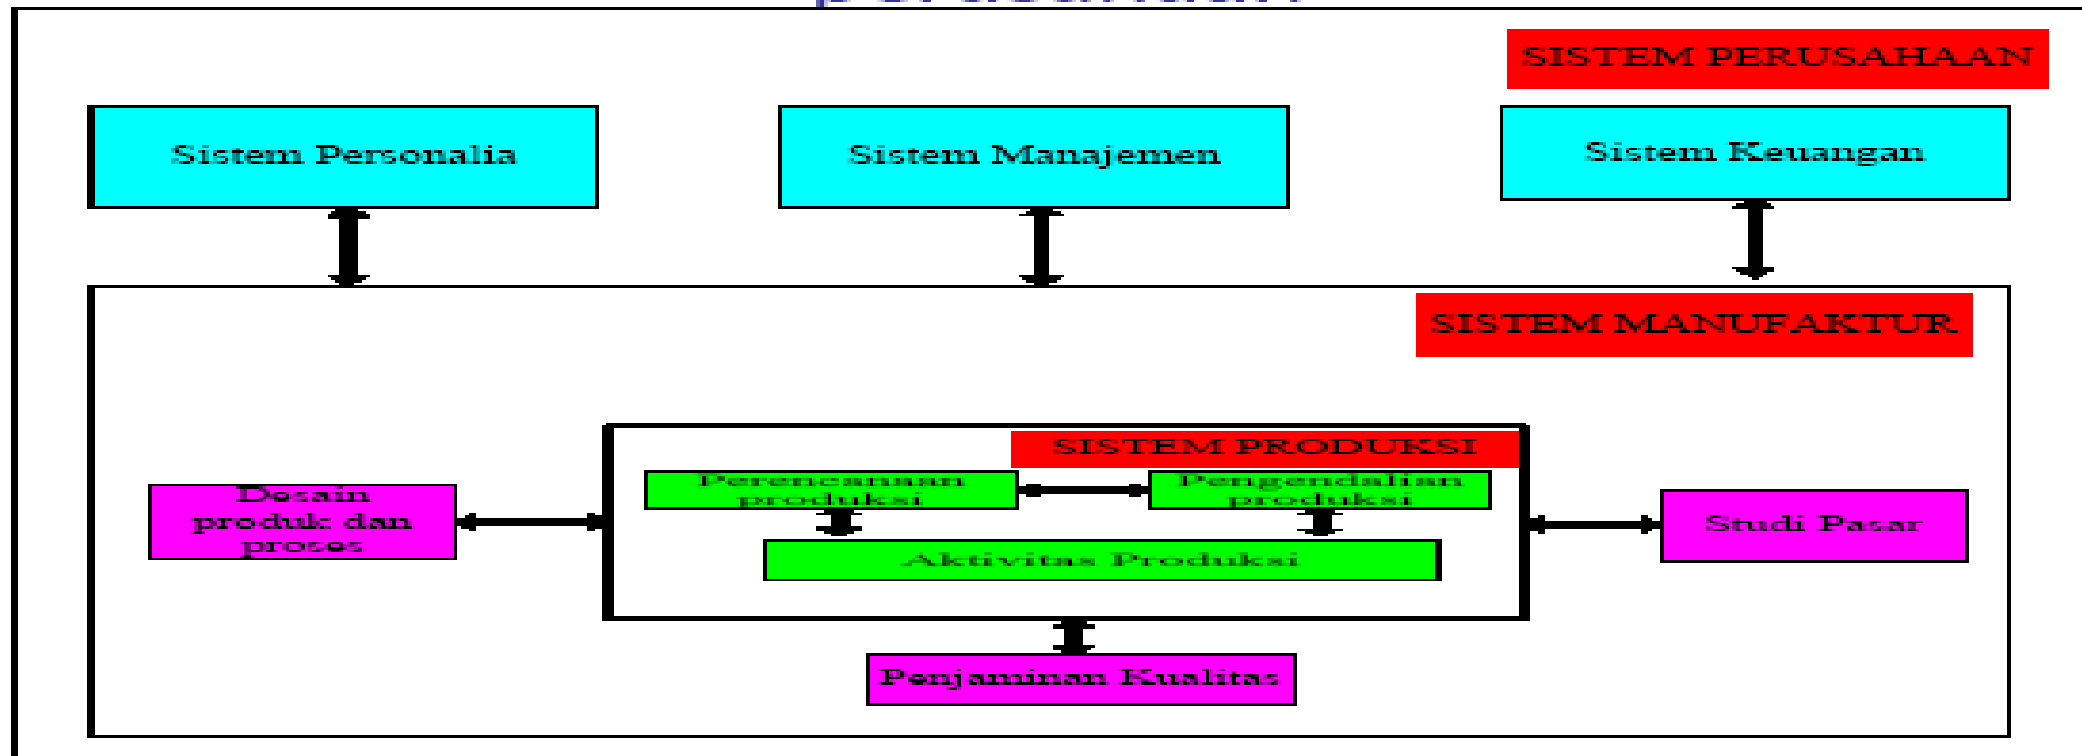 SISTEM PERUSAHAAN
Sistem Personalia
Sistem Manajemen
Sistem Keuangan
SISTEM MANUFAKTUR
SISTEM PRODUKSI
Perencanaan
produksi
Pengendalian
produksi
Desain
produk dan
proses
Studi Pasar
Aktivitas Produksi
Penjaminan Kualitas